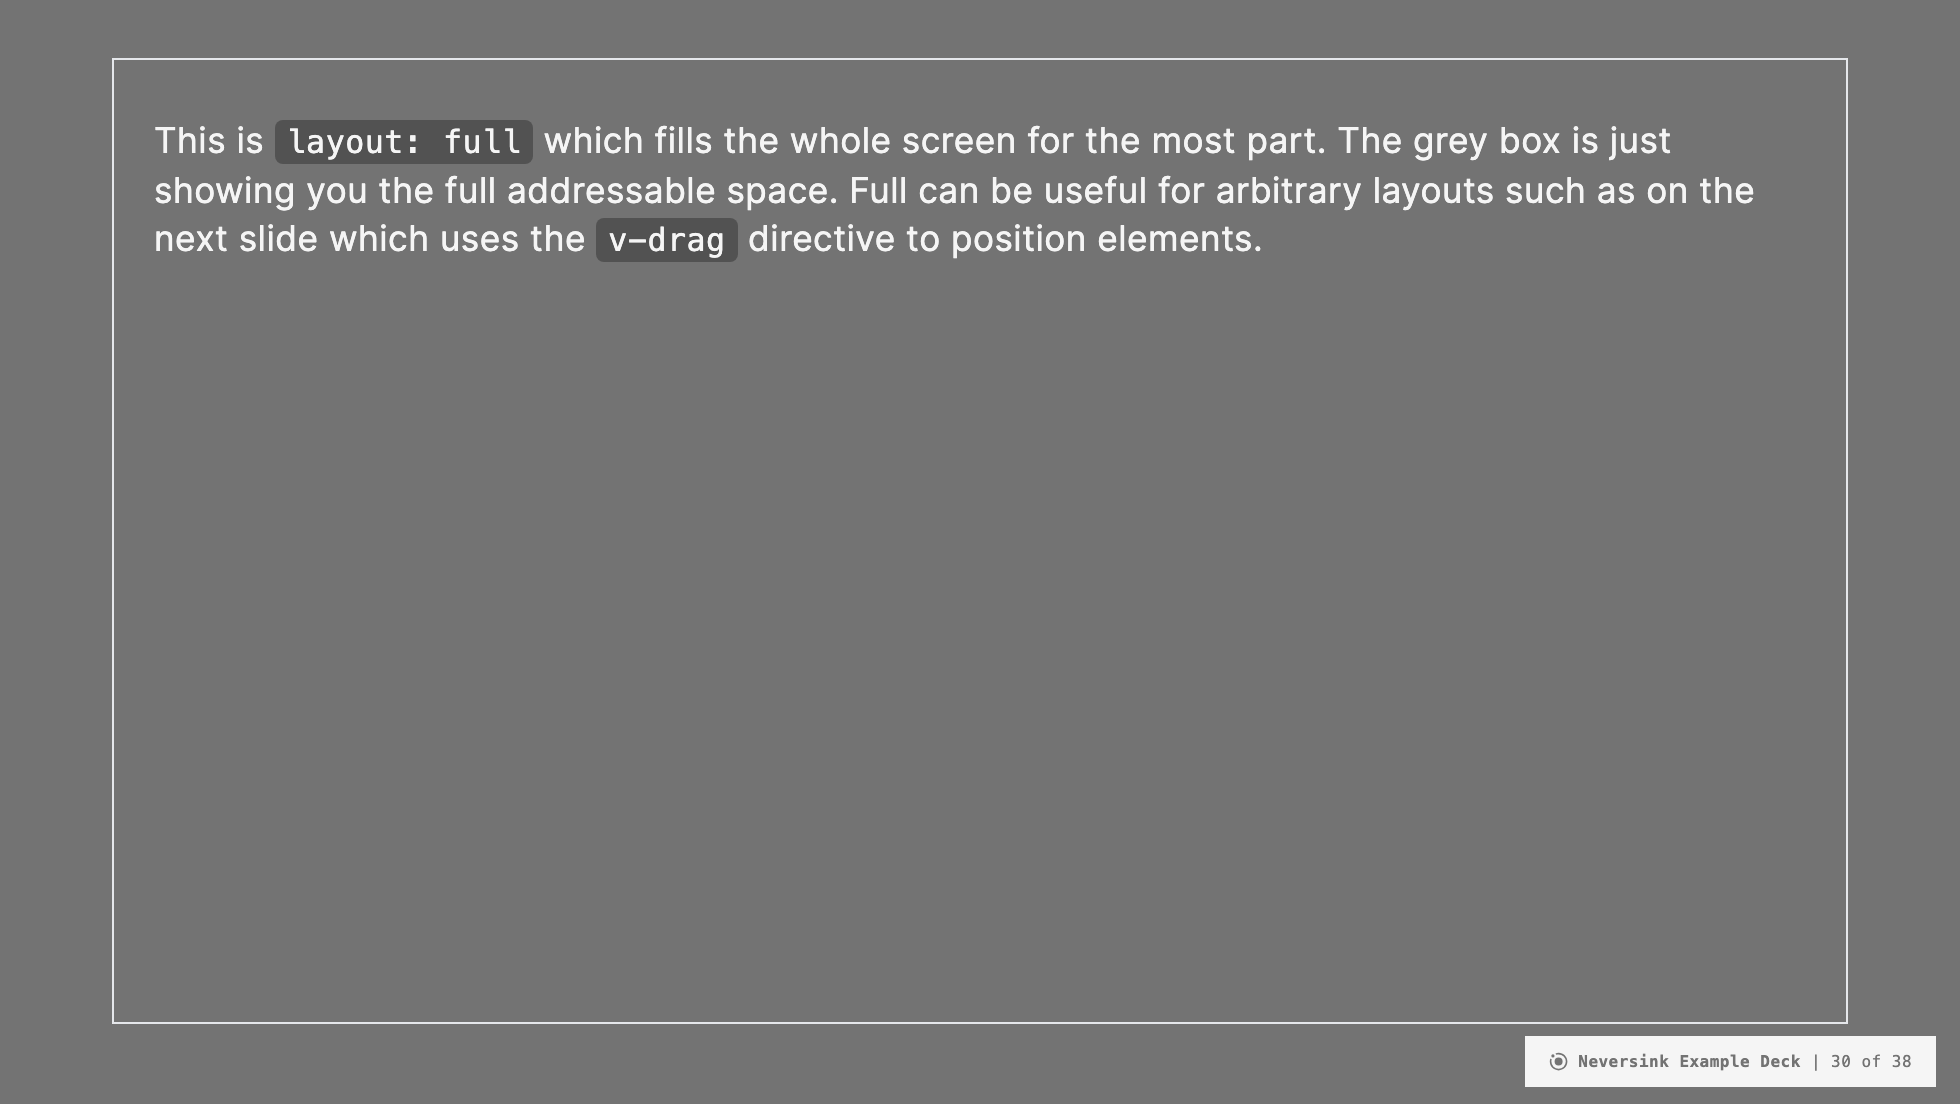 This is layout: full which fills the whole screen for the most part. The grey box is just
showing you the full addressable space. Full can be useful for arbitrary layouts such as on the
next slide which uses the v-drag directive to position elements.
Neversink Example Deck | 30 of 38